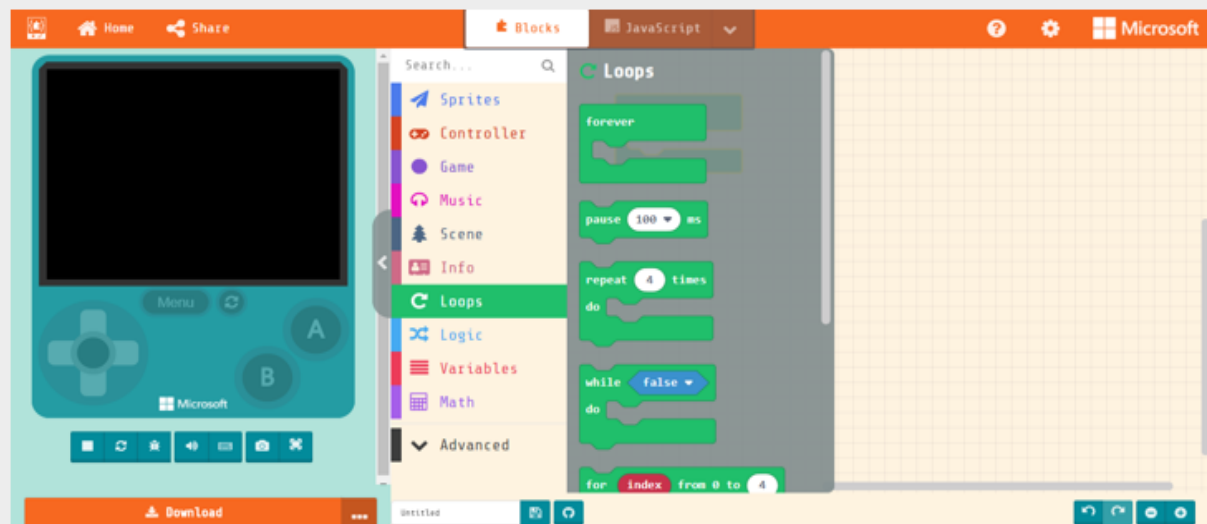 Home
Share
Blocks
JavaScript
Microsoft
Menu
A
B
Microsoft
Download
Search...
Sprites
Controller
Game
Music
Scene
Info
Loops
Logic
Variables
Math
Advanced
Untitled
Loops
forever
pause 100 ms
repeat 4 times
do
while false
do
for index from 0 to 4